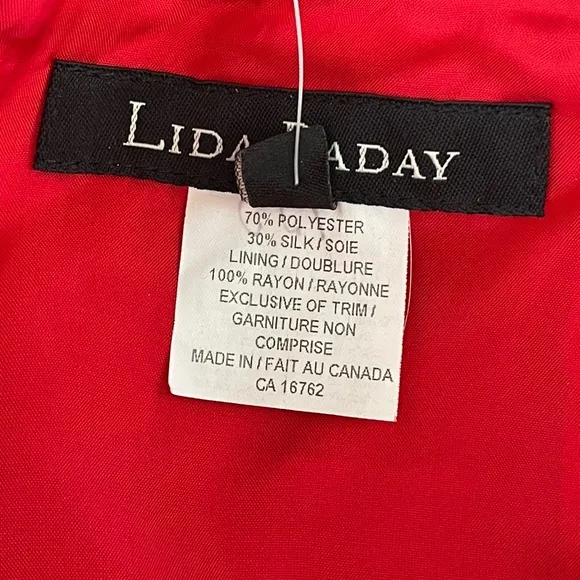 LIDA BADAY
70% POLYESTER
30% SILK / SOIE
LINING / DOUBLURE
100% RAYON / RAYONNE
EXCLUSIVE OF TRIM /
GARNITURE NON
COMPRISE
MADE IN / FAIT AU CANADA
CA 16762